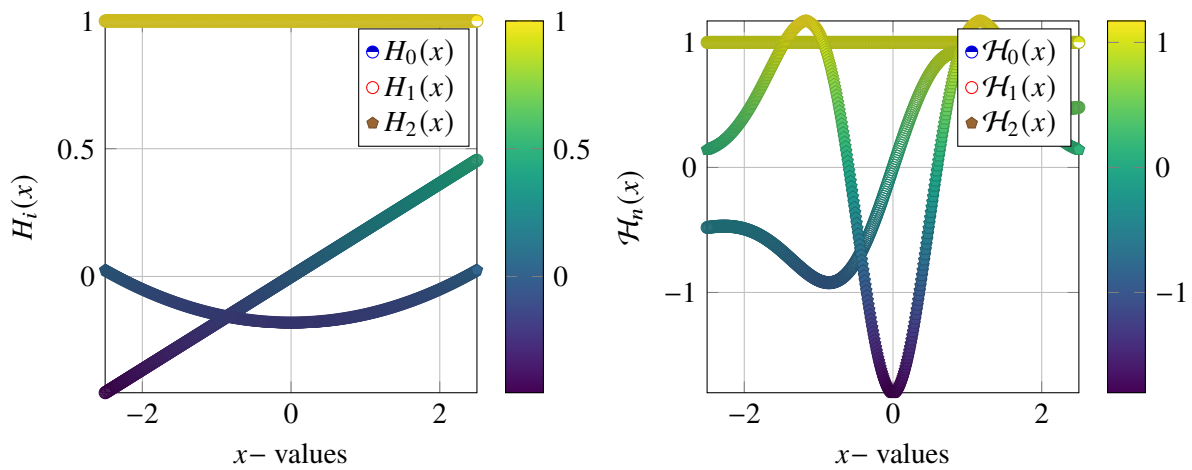 1
0.5
0
−2
0
2
x− values
H_i(x)
H_0(x)
H_1(x)
H_2(x)
1
0.5
0
1
0
−1
−2
0
2
x− values
ℋ_n(x)
ℋ_0(x)
ℋ_1(x)
ℋ_2(x)
1
0
−1